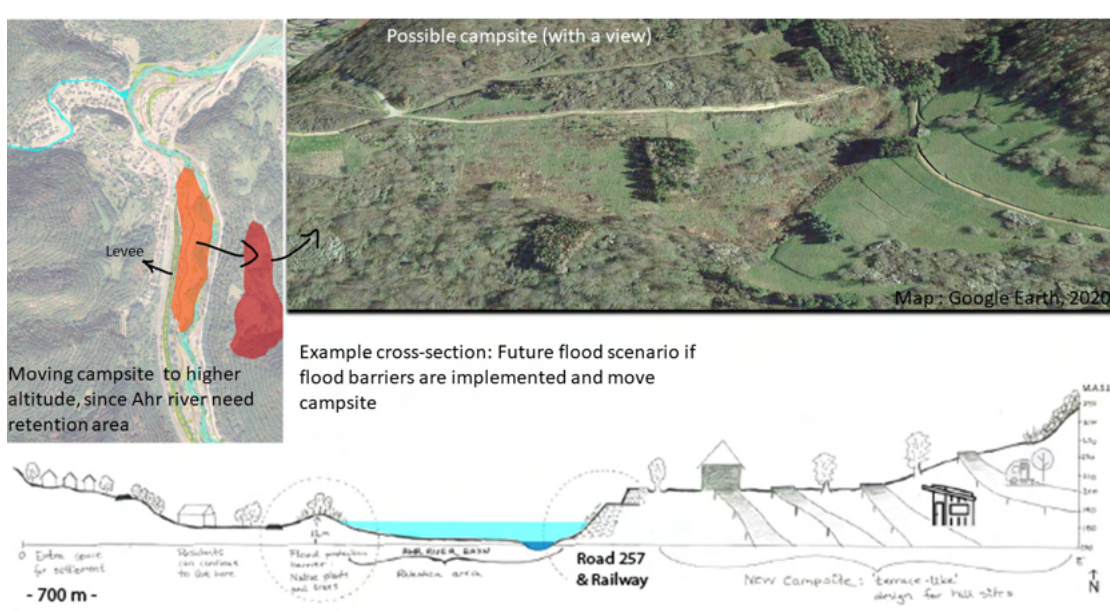 Possible campsite (with a view)
Levee
Map : Google Earth, 2020
Moving campsite to higher
altitude, since Ahr river need
retention area
Example cross-section: Future flood scenario if
flood barriers are implemented and move
campsite
M.A.S.L
0
Extra space
for settlement
Residents
can continue
to live here
12m
Flood protection
barrier:
Native plants
and trees
AHR RIVER BASIN
Retention area
Road 257
& Railway
NEW Campsite: 'terrace-like'
design for hill sites
N
- 700 m -